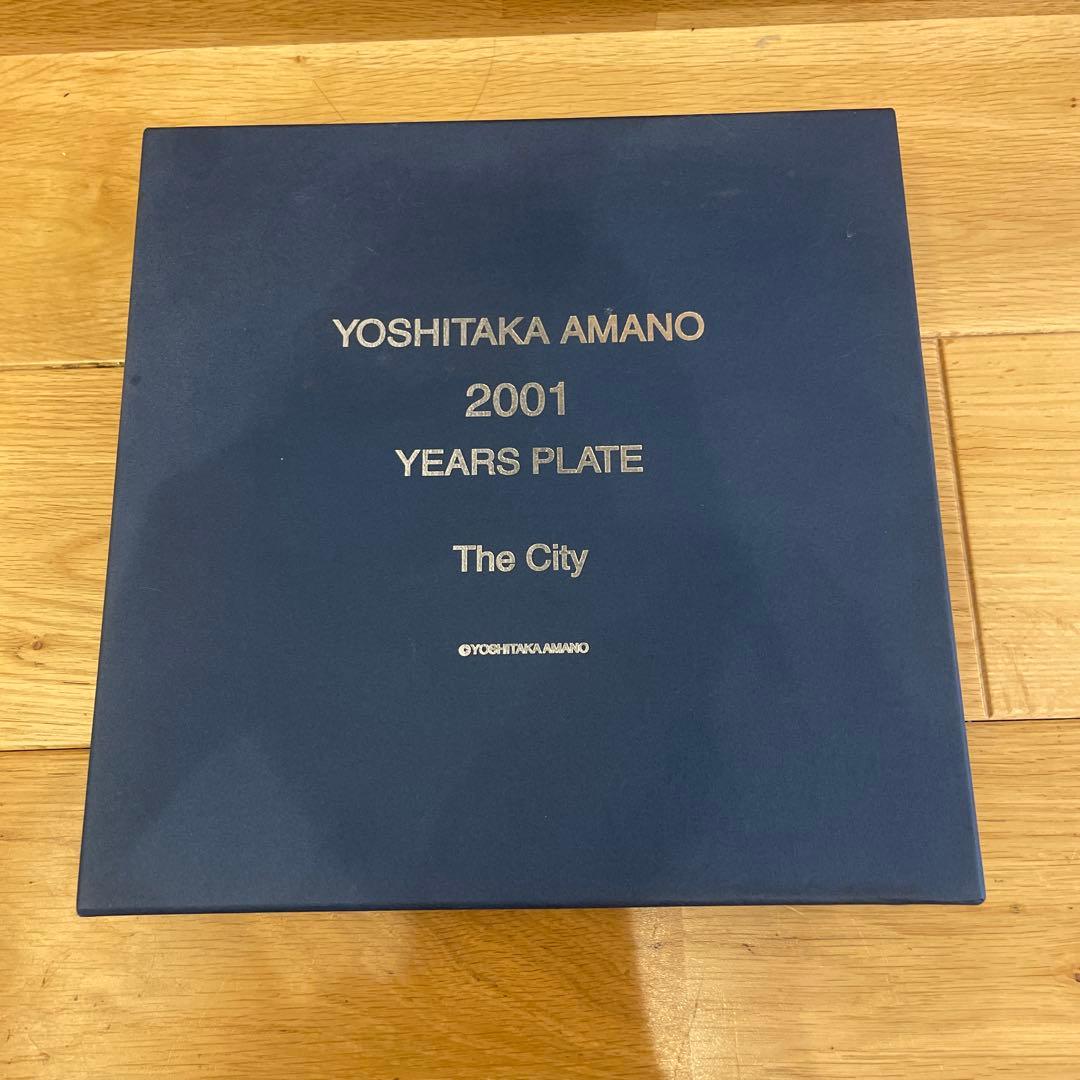 YOSHITAKA AMANO
2001
YEARS PLATE
The City
©YOSHITAKA AMANO